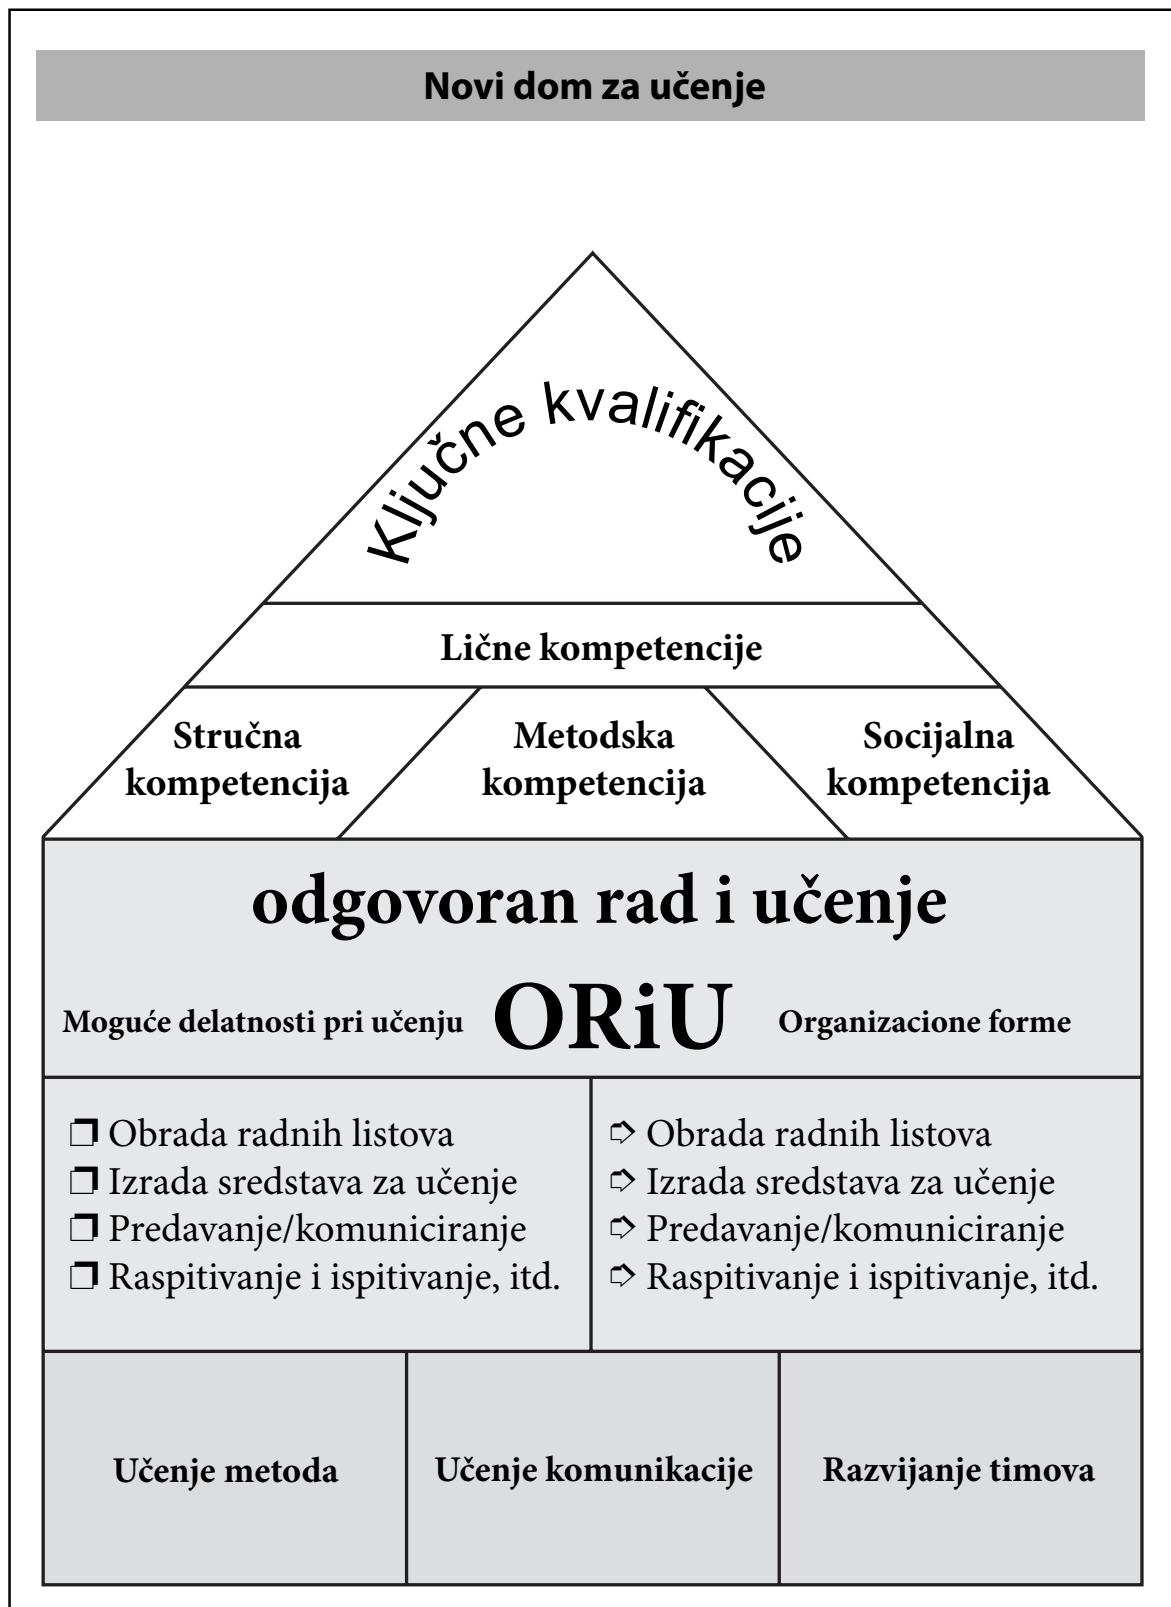 Novi dom za učenje
Ključne kvalifikacije
Lične kompetencije
Stručna
kompetencija
Metodska
kompetencija
Socijalna
kompetencija
odgovoran rad i učenje
Moguće delatnosti pri učenju
ORiU
Organizacione forme
❐ Obrada radnih listova
❐ Izrada sredstava za učenje
❐ Predavanje/komuniciranje
❐ Raspitivanje i ispitivanje, itd.
➯ Obrada radnih listova
➯ Izrada sredstava za učenje
➯ Predavanje/komuniciranje
➯ Raspitivanje i ispitivanje, itd.
Učenje metoda
Učenje komunikacije
Razvijanje timova